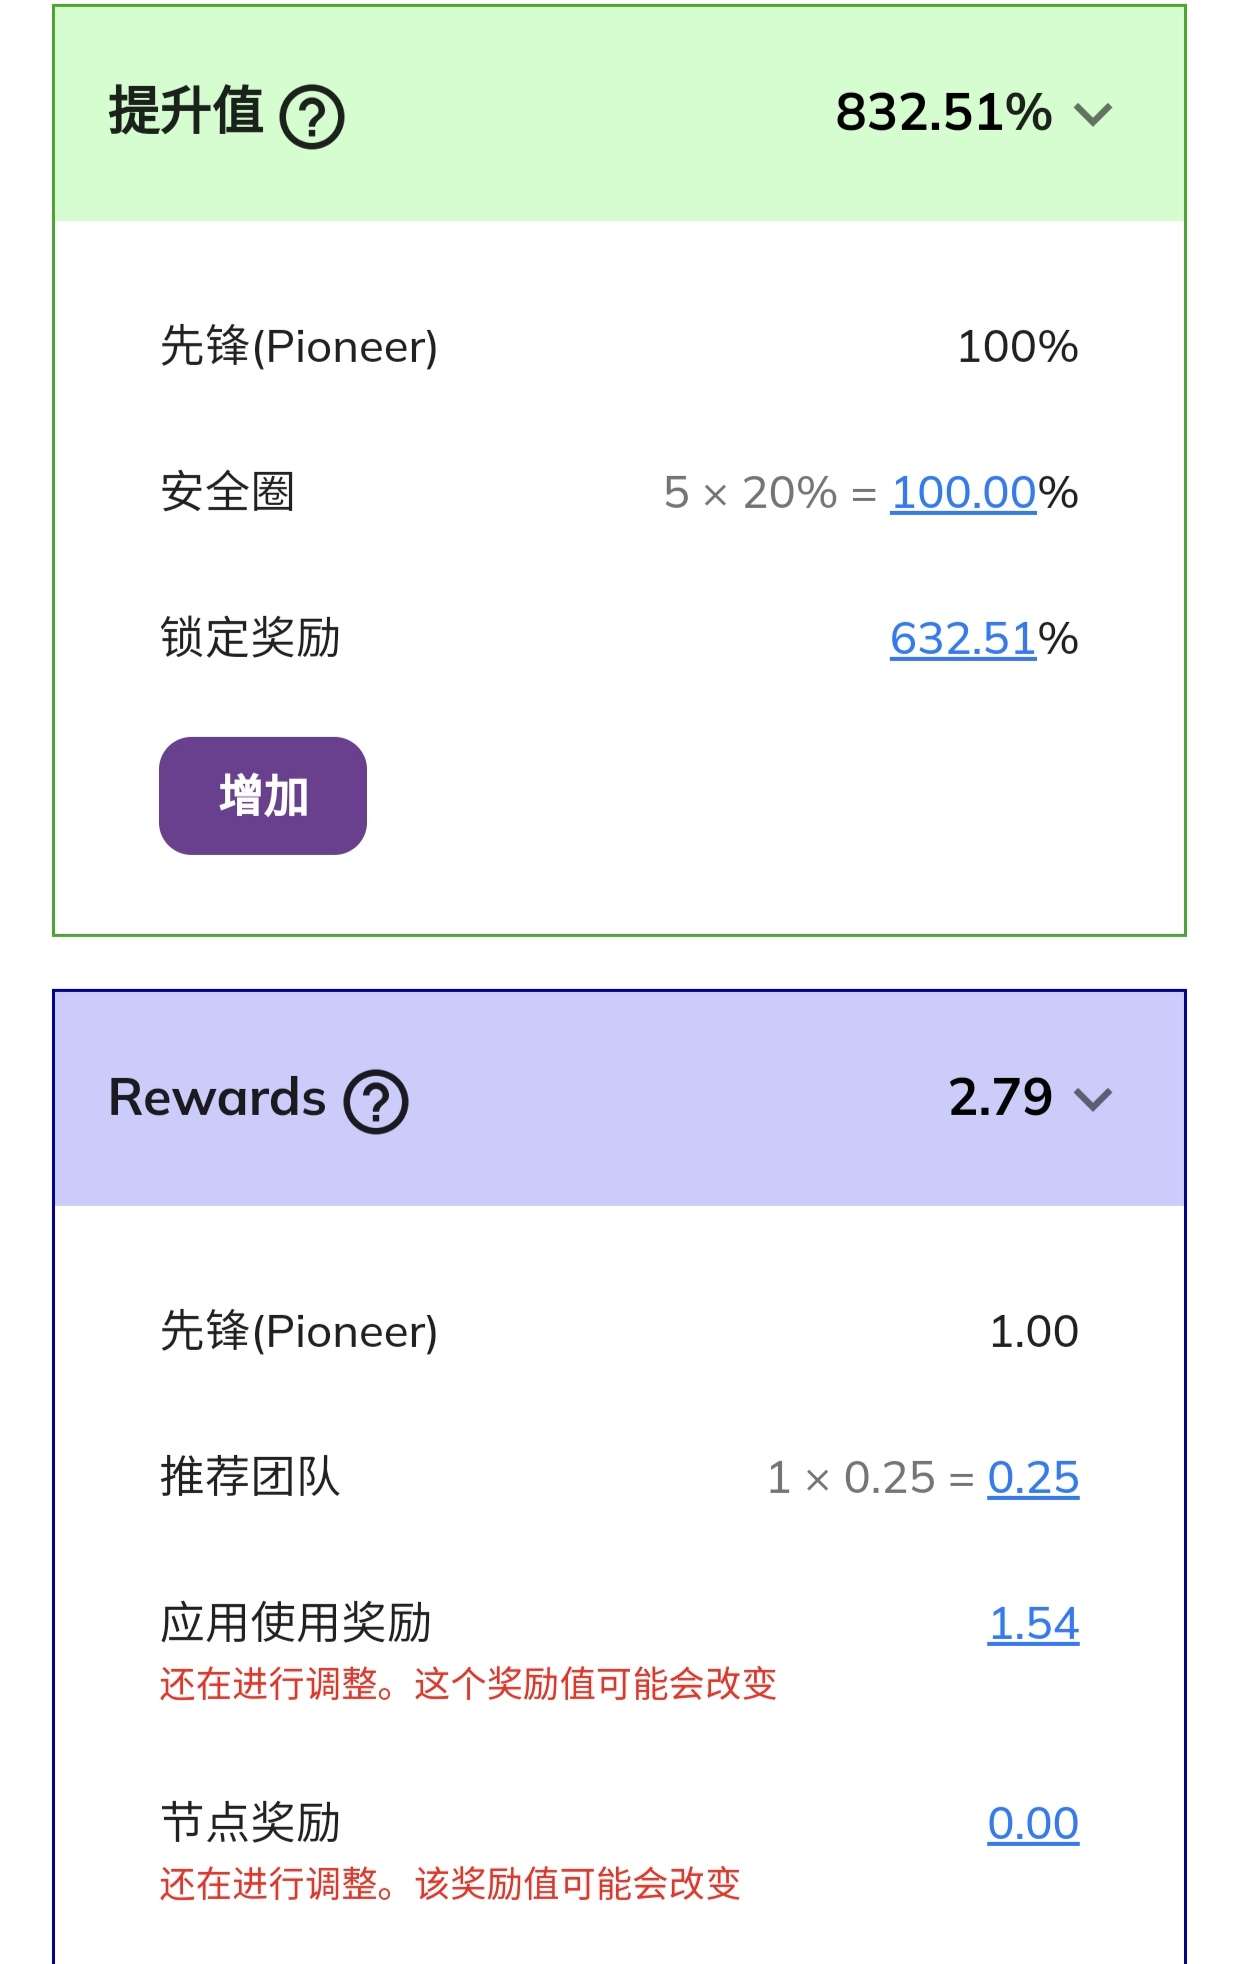 提升值 ? 832.51%
先锋(Pioneer) 100%
安全圈 5 × 20% = 100.00%
锁定奖励 632.51%
增加
Rewards ? 2.79
先锋(Pioneer) 1.00
推荐团队 1 × 0.25 = 0.25
应用使用奖励 1.54
还在进行调整。这个奖励值可能会改变
节点奖励 0.00
还在进行调整。该奖励值可能会改变